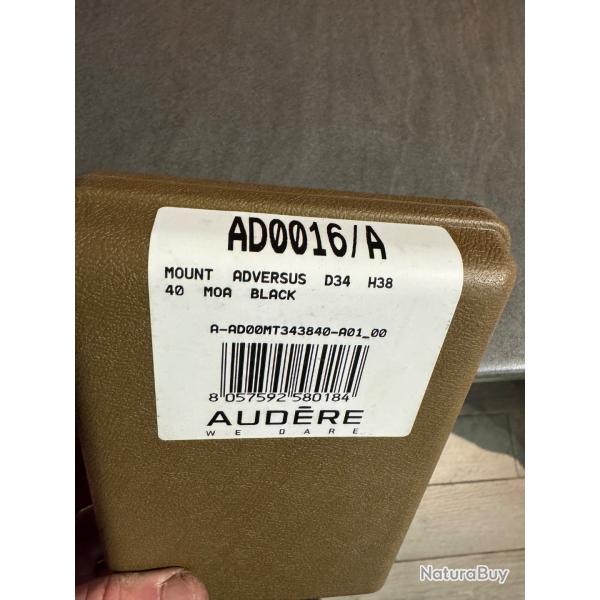 AD0016/A
MOUNT ADVERSUS D34 H38
40 MOA BLACK
A-AD00MT343840-A01_00
8 057592 580184
AUDĒRE
WE DARE
NaturaBuy